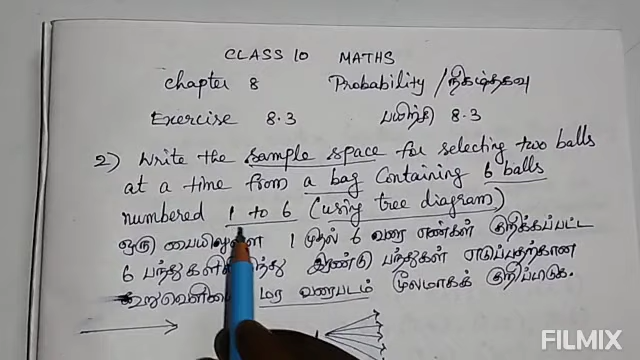 CLASS 10 MATHS
Chapter 8 Probability / நிகழ்தகவு
Exercise 8.3 பயிற்சி 8.3
2) Write the sample space for selecting two balls
at a time from a bag containing 6 balls
numbered 1 to 6 (using tree diagram)
ஒரு பையிலுள்ள 1 முதல் 6 வரை எண்கள் குறிக்கப்பட்ட
6 இரண்டு பந்துகள் எடுப்பதற்கான
மர வரைபடம் மூலமாகக் குறிப்பிடுக.
1
FILMIX